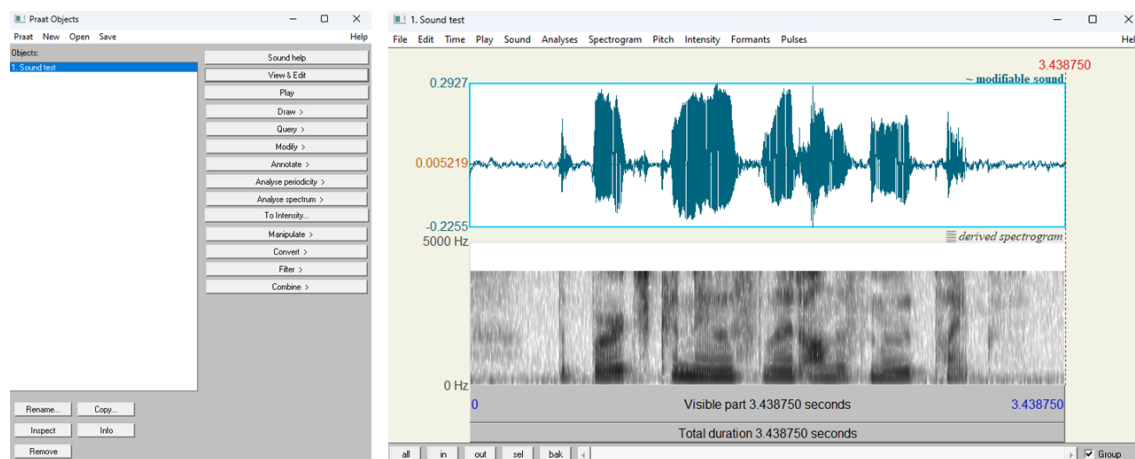 Praat Objects
Praat New Open Save Help
Objects:
1. Sound test
Sound help
View & Edit
Play
Draw >
Query >
Modify >
Annotate >
Analyse periodicity >
Analyse spectrum >
To Intensity...
Manipulate >
Convert >
Filter >
Combine >
Rename... Copy...
Inspect Info
Remove
1. Sound test
File Edit Time Play Sound Analyses Spectrogram Pitch Intensity Formants Pulses Hel
3.438750
0.2927 ~ modifiable sound
0.005219
-0.2255
5000 Hz derived spectrogram
0 Hz
0 Visible part 3.438750 seconds 3.438750
Total duration 3.438750 seconds
all in out sel bak Group